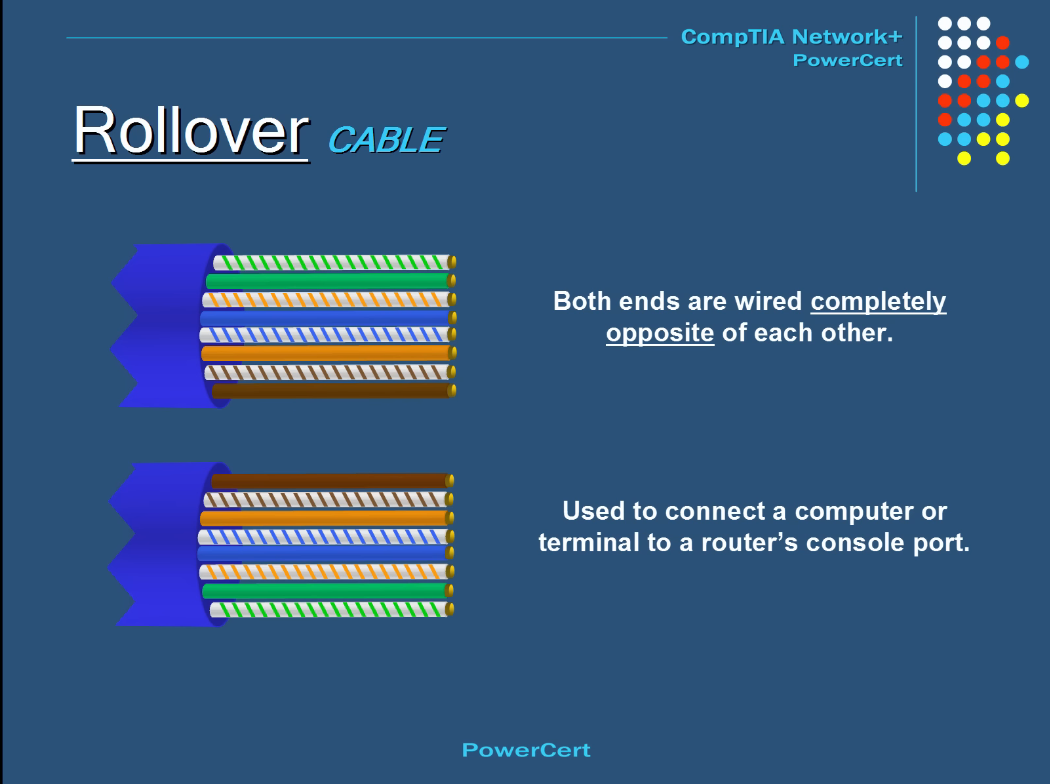 CompTIA Network+
PowerCert
Rollover CABLE
Both ends are wired completely
opposite of each other.
Used to connect a computer or
terminal to a router's console port.
PowerCert